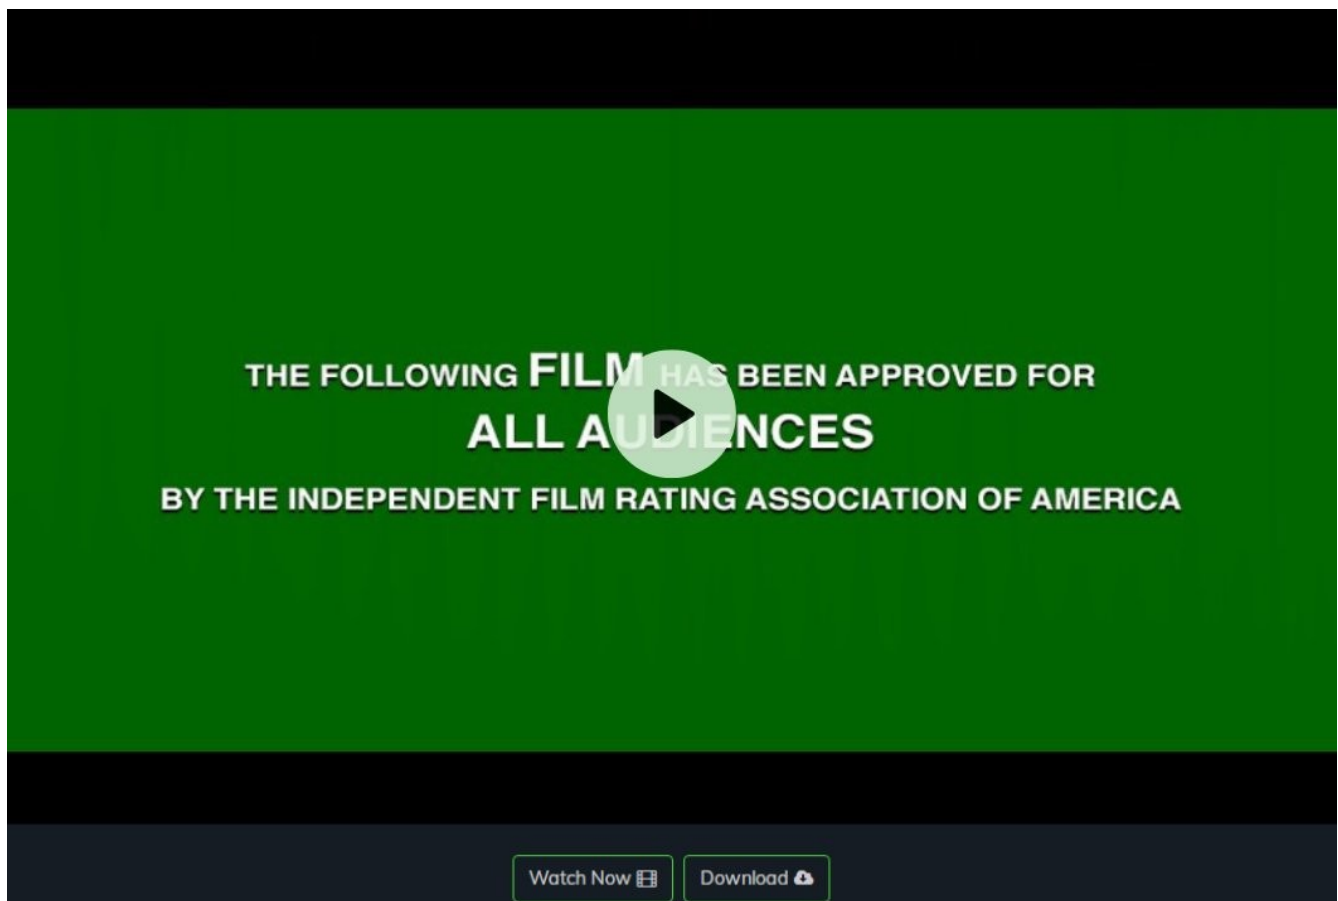 THE FOLLOWING FILM HAS BEEN APPROVED FOR
ALL AUDIENCES
BY THE INDEPENDENT FILM RATING ASSOCIATION OF AMERICA
Watch Now
Download